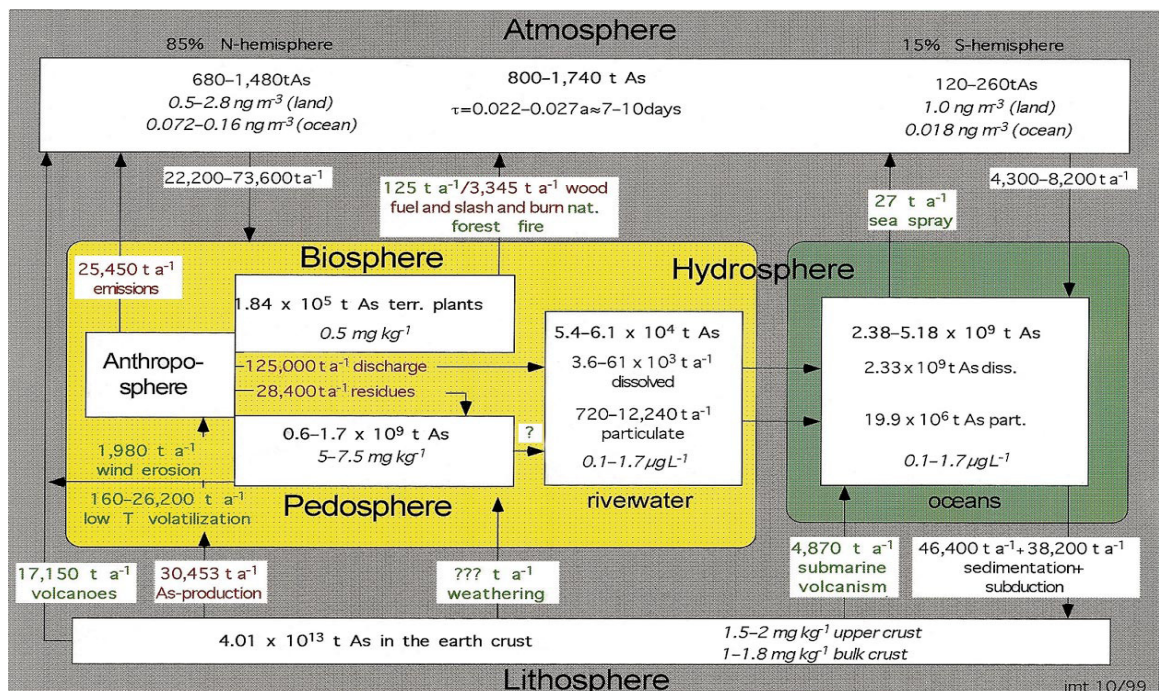 Atmosphere
85% N-hemisphere
15% S-hemisphere
680–1,480tAs
0.5–2.8 ng m⁻³ (land)
0.072–0.16 ng m⁻³ (ocean)
800–1,740 t As
τ=0.022–0.027a≈7–10days
120–260tAs
1.0 ng m⁻³ (land)
0.018 ng m⁻³ (ocean)
22,200–73,600ta⁻¹
125 t a⁻¹/3,345 t a⁻¹ wood
fuel and slash and burn nat.
forest fire
27 t a⁻¹
sea spray
4,300–8,200ta⁻¹
25,450 t a⁻¹
emissions
Biosphere
Hydrosphere
1.84 x 10⁵ t As terr. plants
0.5 mg kg⁻¹
Anthropo-
sphere
125,000 ta⁻¹ discharge
28,400ta⁻¹ residues
5.4–6.1 x 10⁴ t As
3.6–61 x 10³ t a⁻¹
dissolved
720–12,240ta⁻¹
particulate
0.1–1.7µgL⁻¹
riverwater
2.38–5.18 x 10⁹ t As
2.33x10⁹t As diss.
19.9x10⁶ t As part.
0.1–1.7µgL⁻¹
oceans
0.6–1.7 x 10⁹ t As
5–7.5 mg kg⁻¹
?
Pedosphere
1,980 t a⁻¹
wind erosion
160–26,200 t a⁻¹
low T volatilization
17,150 t a⁻¹
volcanoes
30,453 ta⁻¹
As-production
??? t a⁻¹
weathering
4,870 t a⁻¹
submarine
volcanism
46,400 ta⁻¹+38,200 ta⁻¹
sedimentation+
subduction
4.01 x 10¹³ t As in the earth crust
1.5–2 mg kg⁻¹ upper crust
1–1.8 mg kg⁻¹ bulk crust
Lithosphere
jmt 10/99